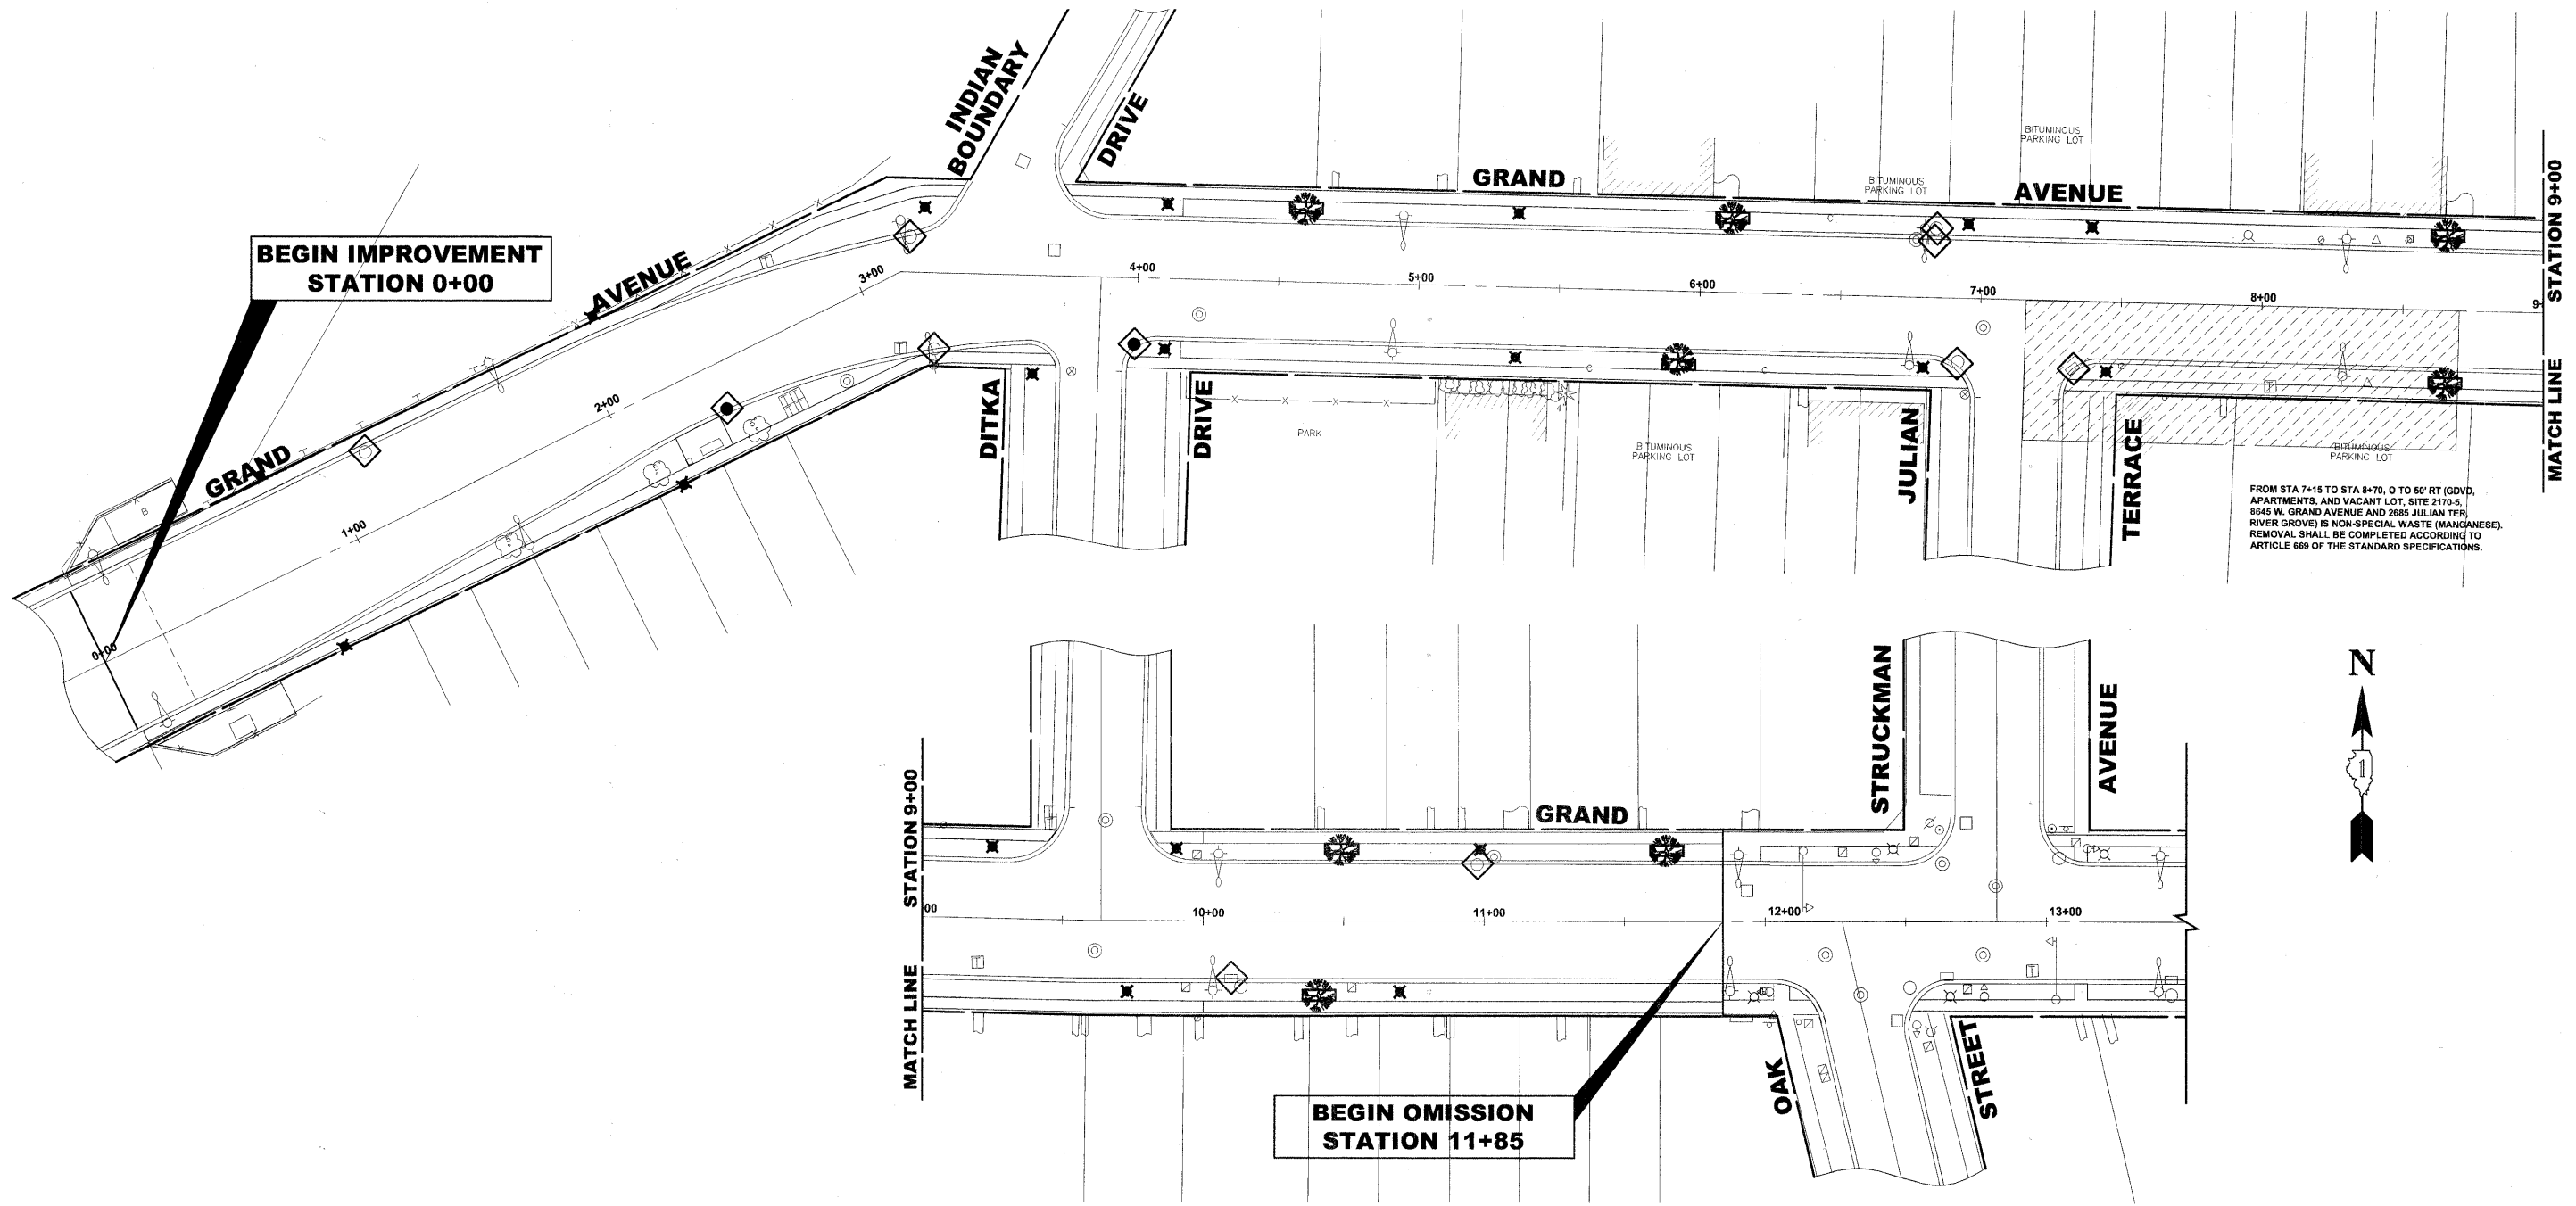 INDIAN
BOUNDARY
DRIVE
GRAND
AVENUE
BITUMINOUS
PARKING LOT
BITUMINOUS
PARKING LOT
STATION 9+00
MATCH LINE
BEGIN IMPROVEMENT
STATION 0+00
GRAND
AVENUE
B
0+00
1+00
2+00
3+00
4+00
5+00
6+00
7+00
8+00
9+
DITKA
DRIVE
PARK
BITUMINOUS
PARKING LOT
JULIAN
TERRACE
BITUMINOUS
PARKING LOT
FROM STA 7+15 TO STA 8+70, 0 TO 50' RT (GDVD,
APARTMENTS, AND VACANT LOT, SITE 2170-5,
8645 W. GRAND AVENUE AND 2685 JULIAN TER,
RIVER GROVE) IS NON-SPECIAL WASTE (MANGANESE).
REMOVAL SHALL BE COMPLETED ACCORDING TO
ARTICLE 669 OF THE STANDARD SPECIFICATIONS.
STATION 9+00
MATCH LINE
GRAND
STRUCKMAN
AVENUE
00
10+00
11+00
12+00
13+00
BEGIN OMISSION
STATION 11+85
OAK
STREET
N
1